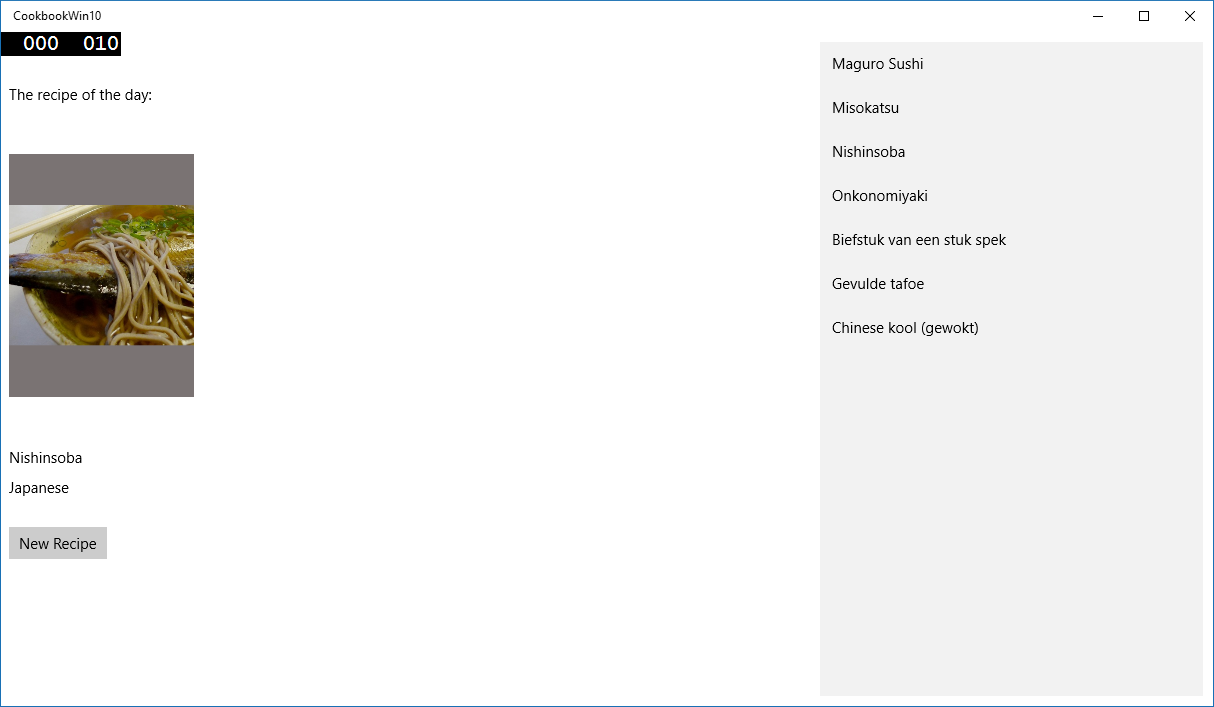 CookbookWin10
000 010
The recipe of the day:
Nishinsoba
Japanese
New Recipe
Maguro Sushi
Misokatsu
Nishinsoba
Onkonomiyaki
Biefstuk van een stuk spek
Gevulde tafoe
Chinese kool (gewokt)